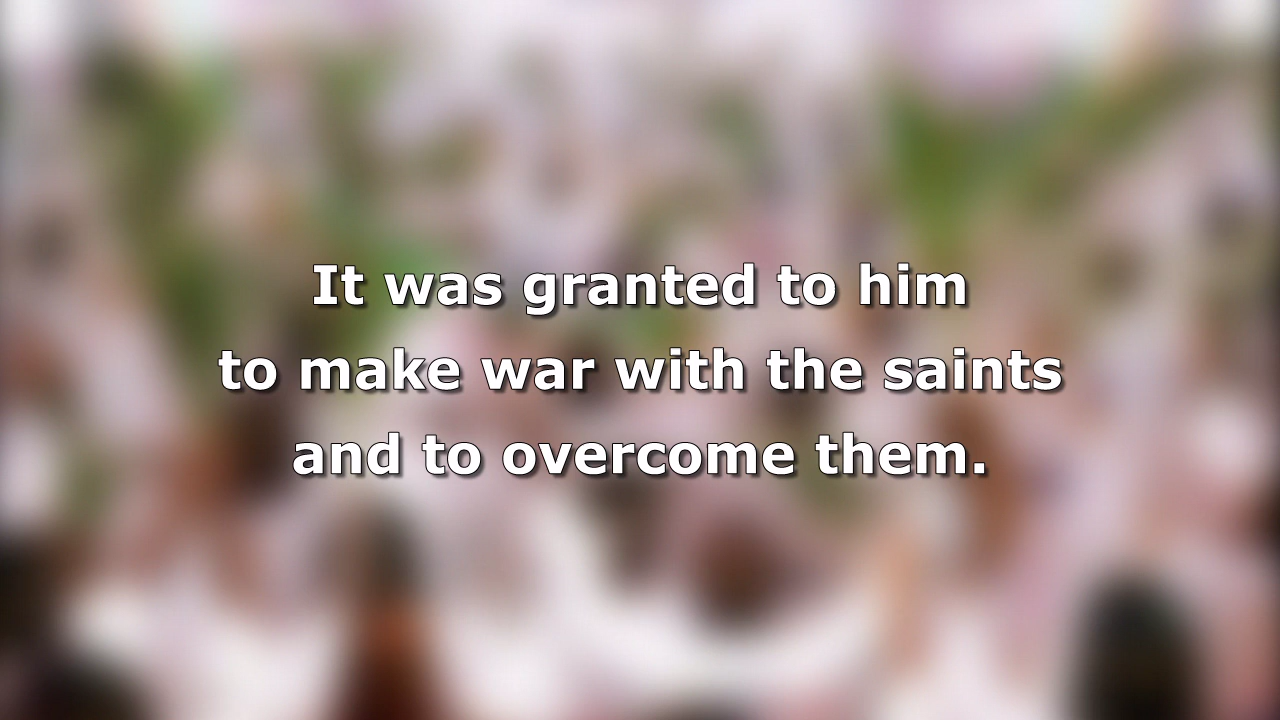 It was granted to him
to make war with the saints
and to overcome them.